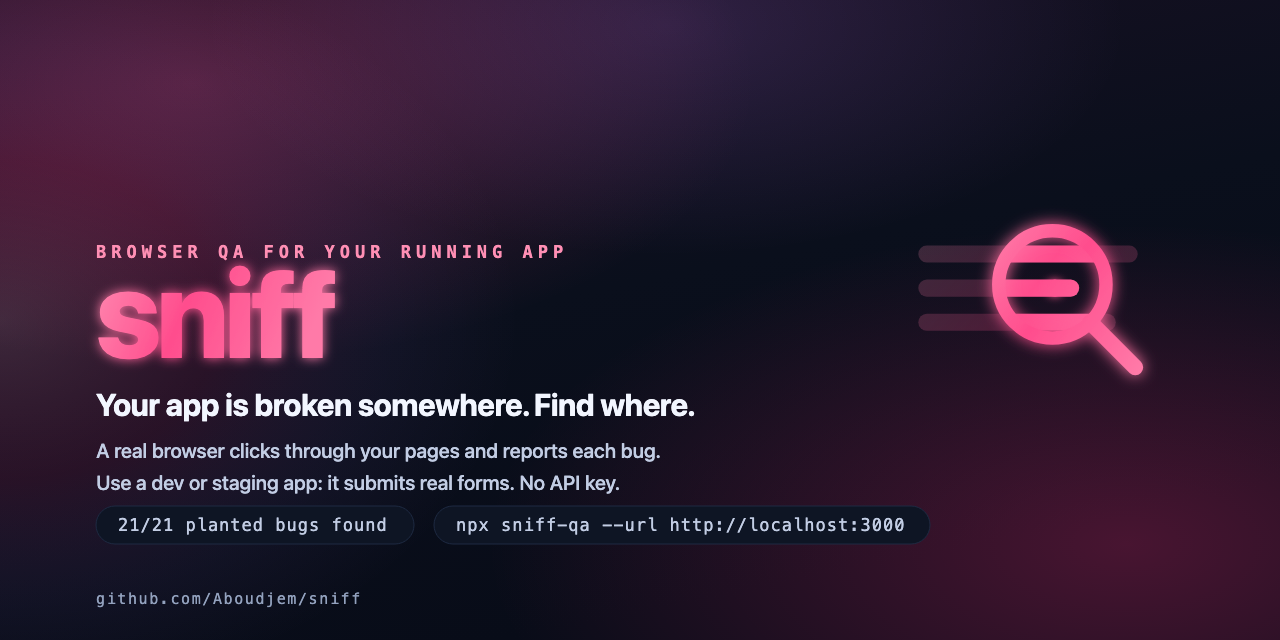 BROWSER QA FOR YOUR RUNNING APP
sniff
Your app is broken somewhere. Find where.
A real browser clicks through your pages and reports each bug.
Use a dev or staging app: it submits real forms. No API key.
21/21 planted bugs found
npx sniff-qa --url http://localhost:3000
github.com/Aboudjem/sniff